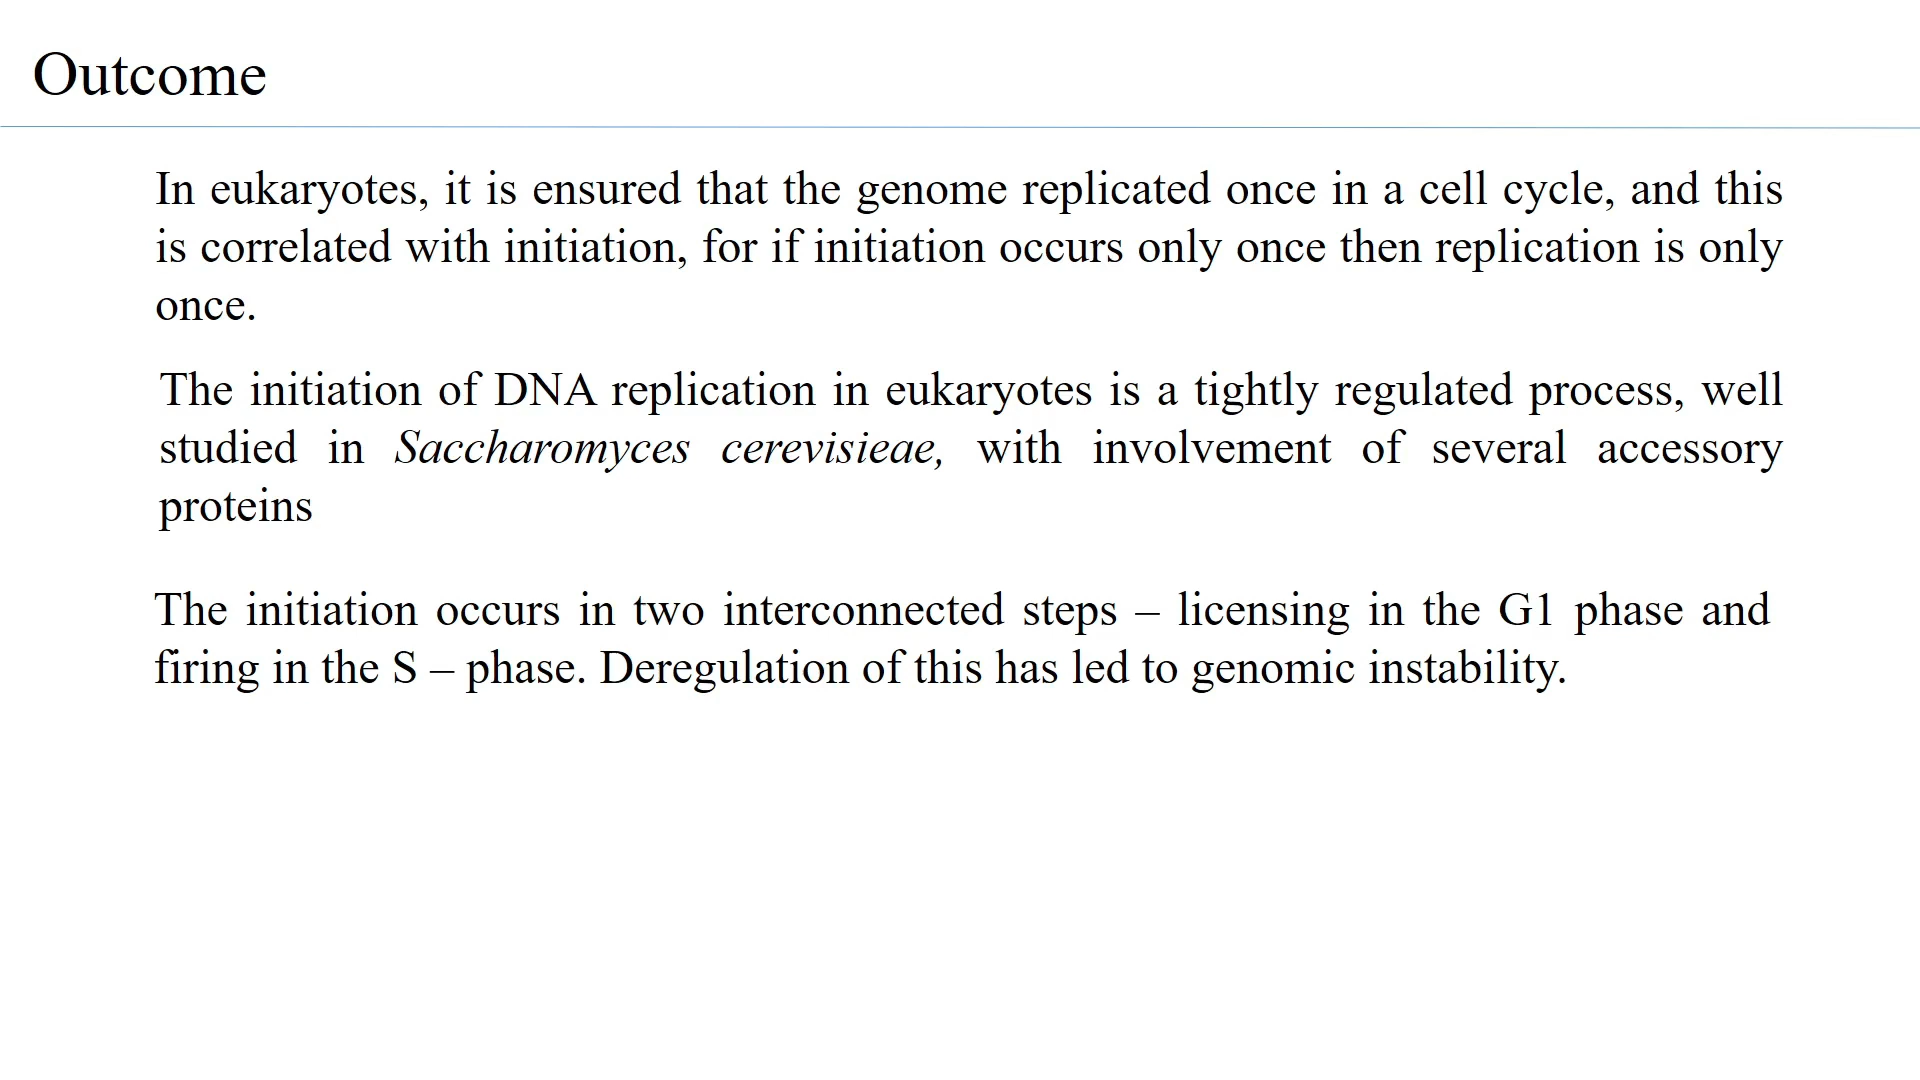 Outcome
In eukaryotes, it is ensured that the genome replicated once in a cell cycle, and this
is correlated with initiation, for if initiation occurs only once then replication is only
once.
The initiation of DNA replication in eukaryotes is a tightly regulated process, well
studied in Saccharomyces cerevisieae, with involvement of several accessory
proteins
The initiation occurs in two interconnected steps – licensing in the G1 phase and
firing in the S – phase. Deregulation of this has led to genomic instability.